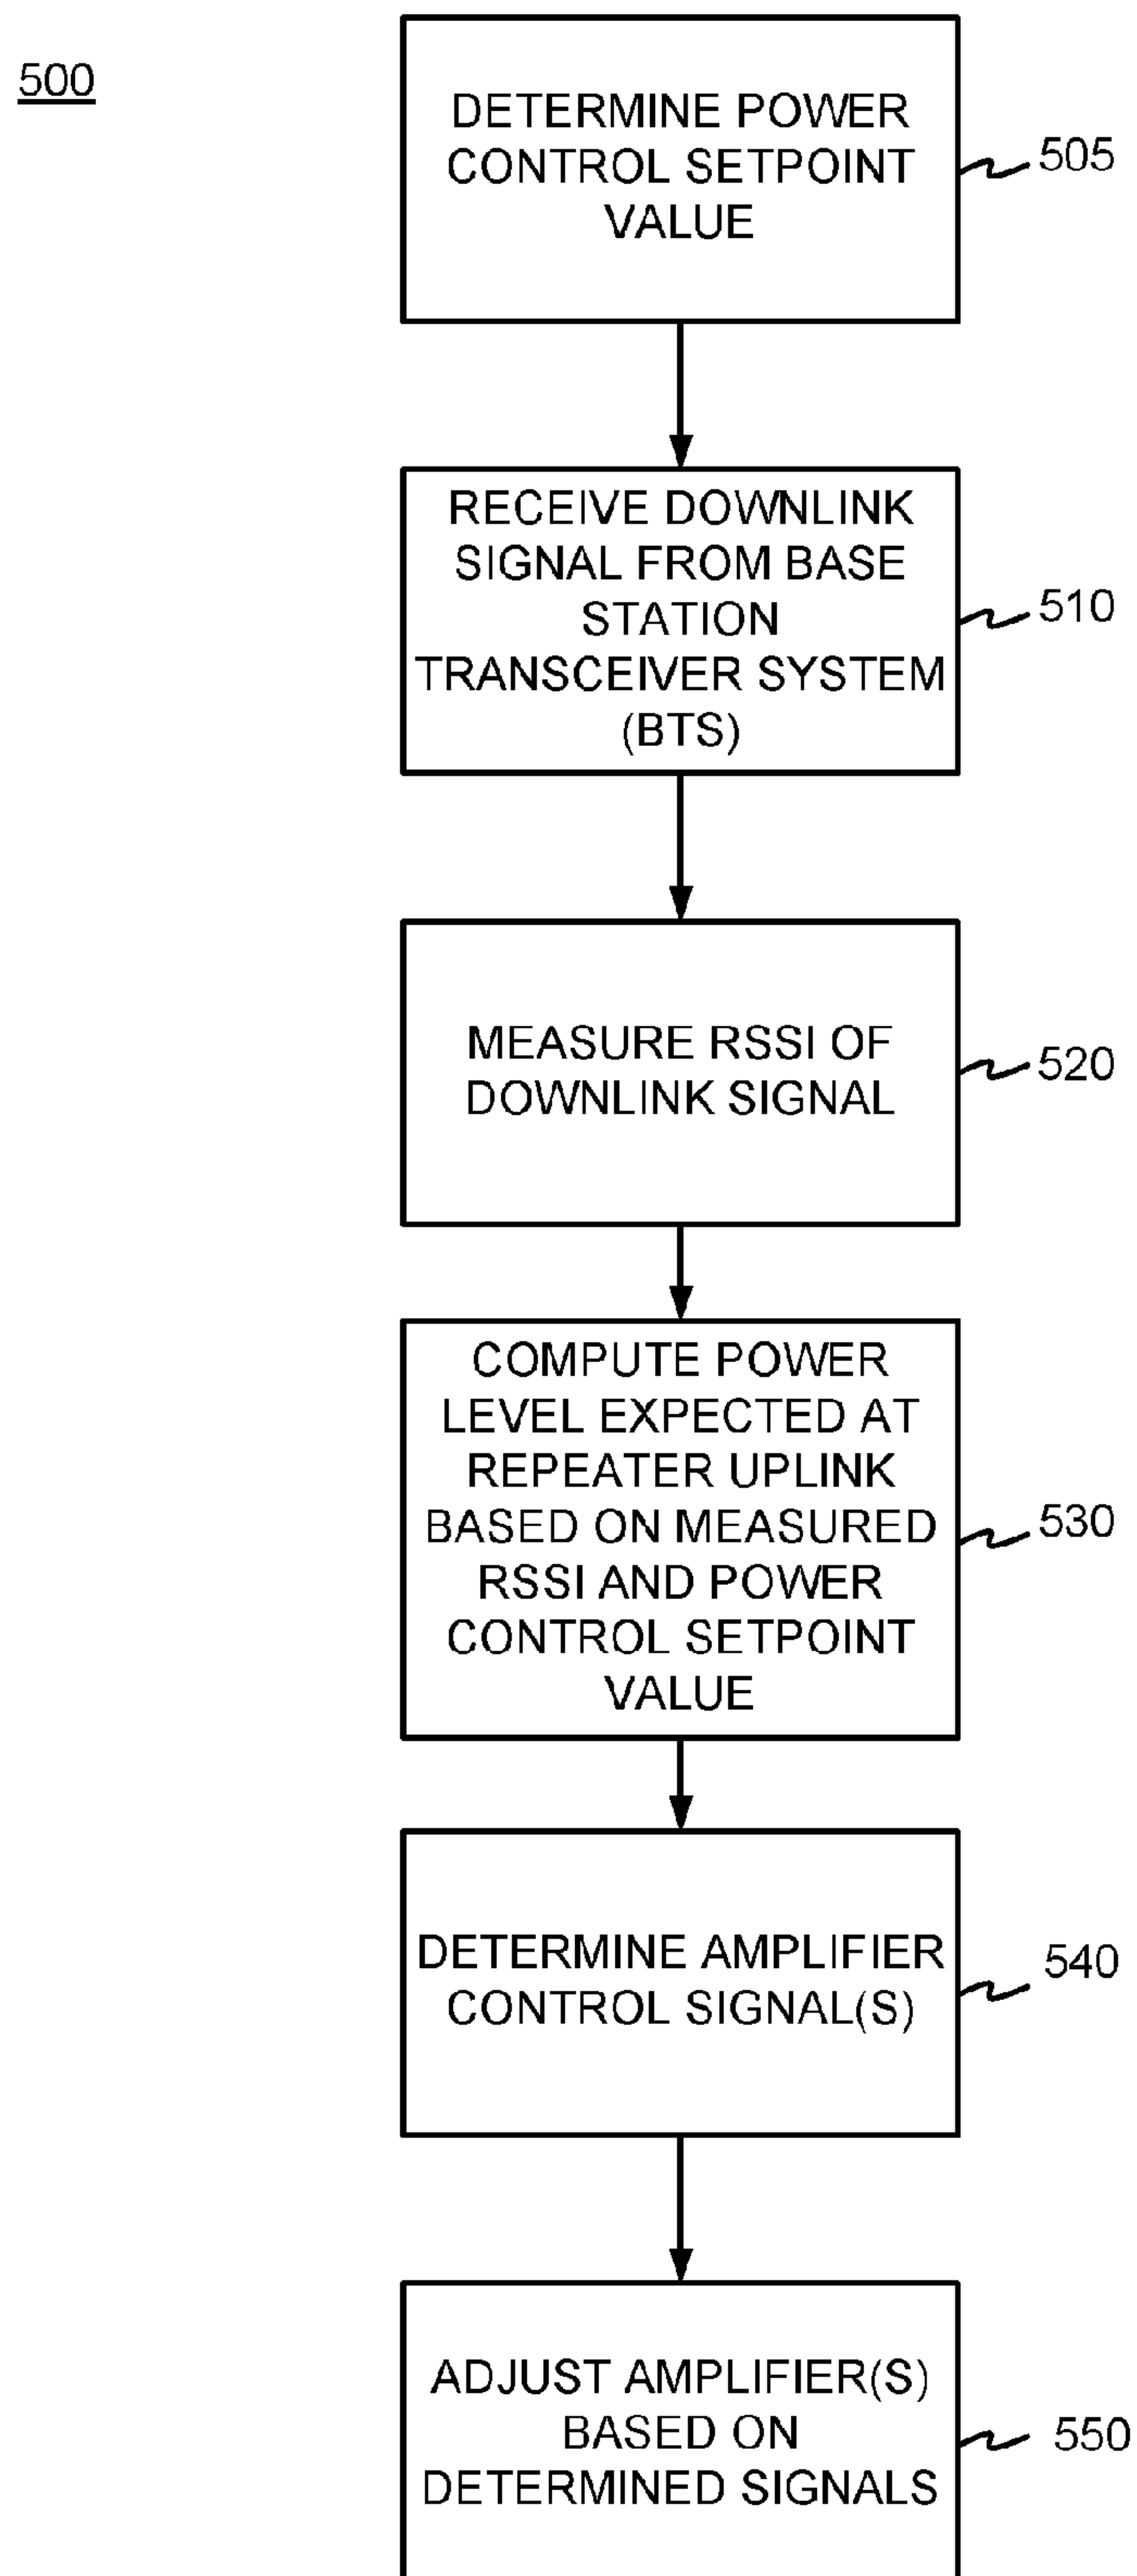 500
DETERMINE POWER
CONTROL SETPOINT
VALUE
505
RECEIVE DOWNLINK
SIGNAL FROM BASE
STATION
TRANSCEIVER SYSTEM
(BTS)
510
MEASURE RSSI OF
DOWNLINK SIGNAL
520
COMPUTE POWER
LEVEL EXPECTED AT
REPEATER UPLINK
BASED ON MEASURED
RSSI AND POWER
CONTROL SETPOINT
VALUE
530
DETERMINE AMPLIFIER
CONTROL SIGNAL(S)
540
ADJUST AMPLIFIER(S)
BASED ON
DETERMINED SIGNALS
550